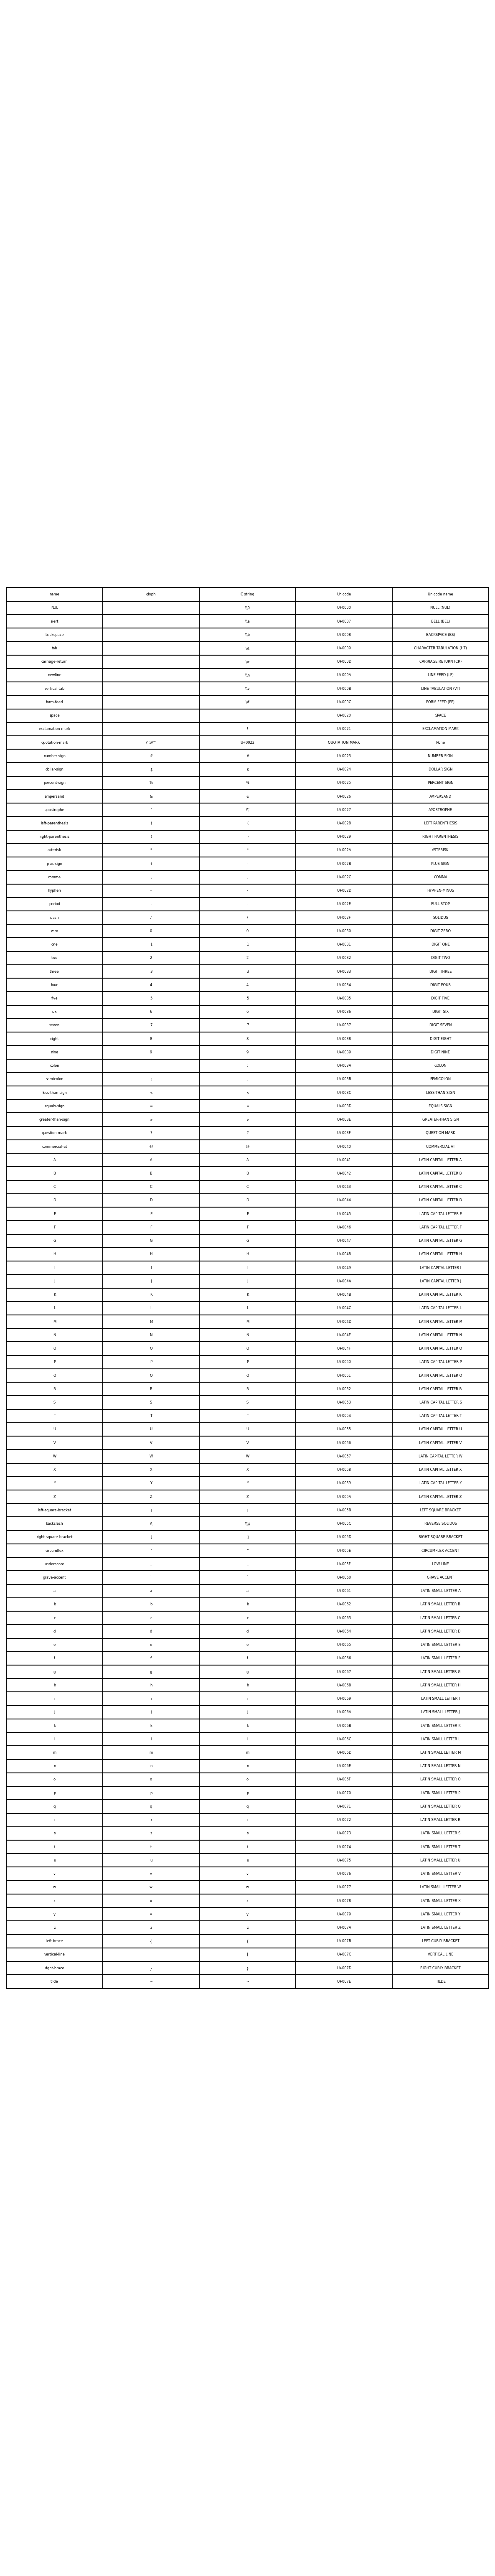 name glyph C string Unicode Unicode name
NUL \0 U+0000 NULL (NUL)
alert \a U+0007 BELL (BEL)
backspace \b U+0008 BACKSPACE (BS)
tab \t U+0009 CHARACTER TABULATION (HT)
carriage-return \r U+000D CARRIAGE RETURN (CR)
newline \n U+000A LINE FEED (LF)
vertical-tab \v U+000B LINE TABULATION (VT)
form-feed \f U+000C FORM FEED (FF)
space U+0020 SPACE
exclamation-mark ! ! U+0021 EXCLAMATION MARK
quotation-mark U+0022 QUOTATION MARK None
number-sign # # U+0023 NUMBER SIGN
dollar-sign $ $ U+0024 DOLLAR SIGN
percent-sign % % U+0025 PERCENT SIGN
ampersand & & U+0026 AMPERSAND
apostrophe ' \' U+0027 APOSTROPHE
left-parenthesis ( ( U+0028 LEFT PARENTHESIS
right-parenthesis ) ) U+0029 RIGHT PARENTHESIS
asterisk * * U+002A ASTERISK
plus-sign + + U+002B PLUS SIGN
comma , , U+002C COMMA
hyphen - - U+002D HYPHEN-MINUS
period . . U+002E FULL STOP
slash / / U+002F SOLIDUS
zero 0 0 U+0030 DIGIT ZERO
one 1 1 U+0031 DIGIT ONE
two 2 2 U+0032 DIGIT TWO
three 3 3 U+0033 DIGIT THREE
four 4 4 U+0034 DIGIT FOUR
five 5 5 U+0035 DIGIT FIVE
six 6 6 U+0036 DIGIT SIX
seven 7 7 U+0037 DIGIT SEVEN
eight 8 8 U+0038 DIGIT EIGHT
nine 9 9 U+0039 DIGIT NINE
colon : : U+003A COLON
semicolon ; ; U+003B SEMICOLON
less-than-sign < < U+003C LESS-THAN SIGN
equals-sign = = U+003D EQUALS SIGN
greater-than-sign > > U+003E GREATER-THAN SIGN
question-mark ? ? U+003F QUESTION MARK
commercial-at @ @ U+0040 COMMERCIAL AT
A A A U+0041 LATIN CAPITAL LETTER A
B B B U+0042 LATIN CAPITAL LETTER B
C C C U+0043 LATIN CAPITAL LETTER C
D D D U+0044 LATIN CAPITAL LETTER D
E E E U+0045 LATIN CAPITAL LETTER E
F F F U+0046 LATIN CAPITAL LETTER F
G G G U+0047 LATIN CAPITAL LETTER G
H H H U+0048 LATIN CAPITAL LETTER H
I I I U+0049 LATIN CAPITAL LETTER I
J J J U+004A LATIN CAPITAL LETTER J
K K K U+004B LATIN CAPITAL LETTER K
L L L U+004C LATIN CAPITAL LETTER L
M M M U+004D LATIN CAPITAL LETTER M
N N N U+004E LATIN CAPITAL LETTER N
O O O U+004F LATIN CAPITAL LETTER O
P P P U+0050 LATIN CAPITAL LETTER P
Q Q Q U+0051 LATIN CAPITAL LETTER Q
R R R U+0052 LATIN CAPITAL LETTER R
S S S U+0053 LATIN CAPITAL LETTER S
T T T U+0054 LATIN CAPITAL LETTER T
U U U U+0055 LATIN CAPITAL LETTER U
V V V U+0056 LATIN CAPITAL LETTER V
W W W U+0057 LATIN CAPITAL LETTER W
X X X U+0058 LATIN CAPITAL LETTER X
Y Y Y U+0059 LATIN CAPITAL LETTER Y
Z Z Z U+005A LATIN CAPITAL LETTER Z
left-square-bracket [ [ U+005B LEFT SQUARE BRACKET
backslash \ \\ U+005C REVERSE SOLIDUS
right-square-bracket ] ] U+005D RIGHT SQUARE BRACKET
circumflex ^ ^ U+005E CIRCUMFLEX ACCENT
underscore _ _ U+005F LOW LINE
grave-accent ` ` U+0060 GRAVE ACCENT
a a a U+0061 LATIN SMALL LETTER A
b b b U+0062 LATIN SMALL LETTER B
c c c U+0063 LATIN SMALL LETTER C
d d d U+0064 LATIN SMALL LETTER D
e e e U+0065 LATIN SMALL LETTER E
f f f U+0066 LATIN SMALL LETTER F
g g g U+0067 LATIN SMALL LETTER G
h h h U+0068 LATIN SMALL LETTER H
i i i U+0069 LATIN SMALL LETTER I
j j j U+006A LATIN SMALL LETTER J
k k k U+006B LATIN SMALL LETTER K
l l l U+006C LATIN SMALL LETTER L
m m m U+006D LATIN SMALL LETTER M
n n n U+006E LATIN SMALL LETTER N
o o o U+006F LATIN SMALL LETTER O
p p p U+0070 LATIN SMALL LETTER P
q q q U+0071 LATIN SMALL LETTER Q
r r r U+0072 LATIN SMALL LETTER R
s s s U+0073 LATIN SMALL LETTER S
t t t U+0074 LATIN SMALL LETTER T
u u u U+0075 LATIN SMALL LETTER U
v v v U+0076 LATIN SMALL LETTER V
w w w U+0077 LATIN SMALL LETTER W
x x x U+0078 LATIN SMALL LETTER X
y y y U+0079 LATIN SMALL LETTER Y
z z z U+007A LATIN SMALL LETTER Z
left-brace { { U+007B LEFT CURLY BRACKET
vertical-line | | U+007C VERTICAL LINE
right-brace } } U+007D RIGHT CURLY BRACKET
tilde ~ ~ U+007E TILDE